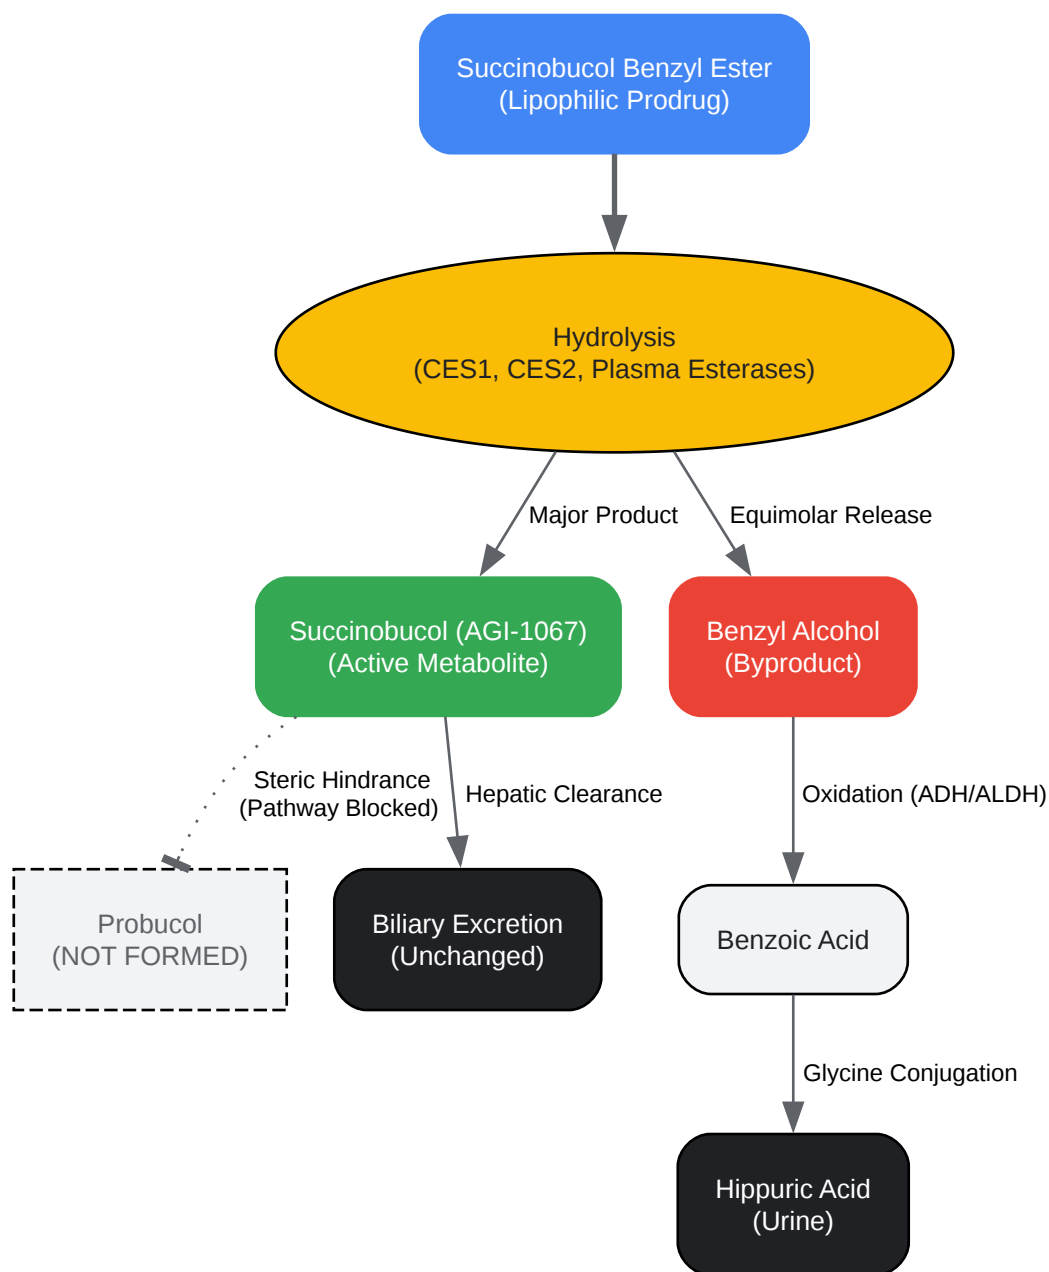 Succinobucol Benzyl Ester
(Lipophilic Prodrug)
Hydrolysis
(CES1, CES2, Plasma Esterases)
Major Product
Equimolar Release
Succinobucol (AGI-1067)
(Active Metabolite)
Benzyl Alcohol
(Byproduct)
Steric Hindrance
(Pathway Blocked)
Hepatic Clearance
Oxidation (ADH/ALDH)
Probucol
(NOT FORMED)
Biliary Excretion
(Unchanged)
Benzoic Acid
Glycine Conjugation
Hippuric Acid
(Urine)